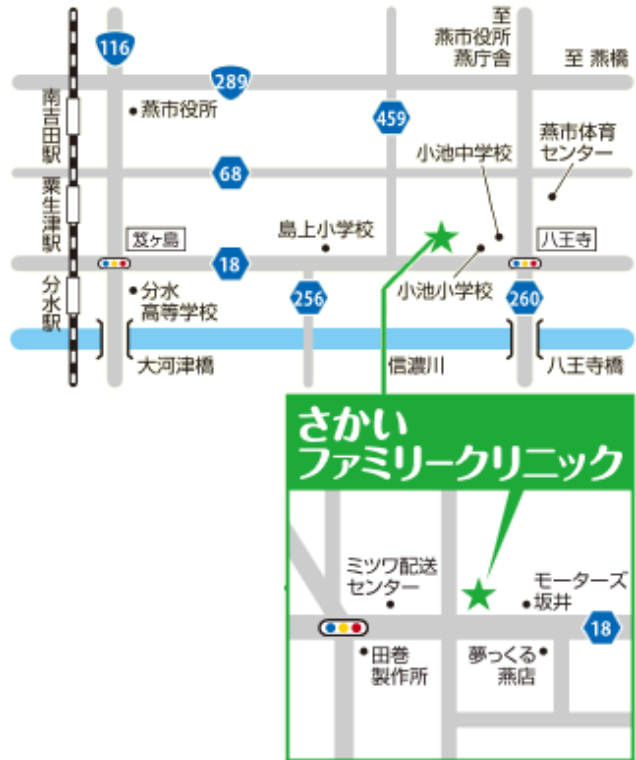 116
289
459
至
燕市役所
燕庁舎
至 燕橋
南吉田駅
燕市役所
小池中学校
燕市体育
センター
68
粟生津駅
笈ヶ島
島上小学校
八王寺
18
分水駅
分水
高等学校
256
小池小学校
260
大河津橋
信濃川
八王寺橋
さかい
ファミリークリニック
ミツワ配送
センター
モーターズ
坂井
18
田巻
製作所
夢っくる
燕店